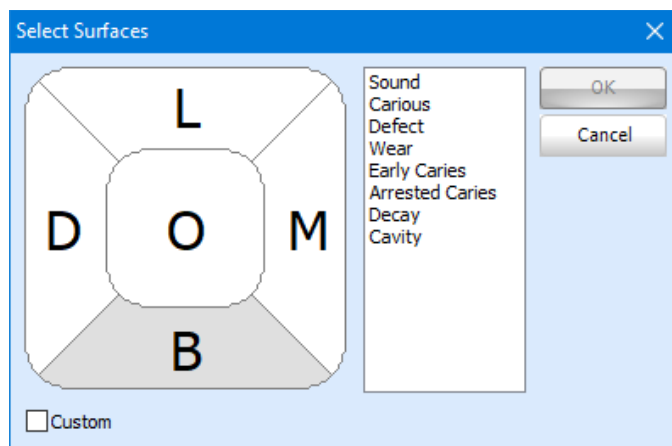 Select Surfaces
L
D
O
M
B
Sound
Carious
Defect
Wear
Early Caries
Arrested Caries
Decay
Cavity
OK
Cancel
Custom